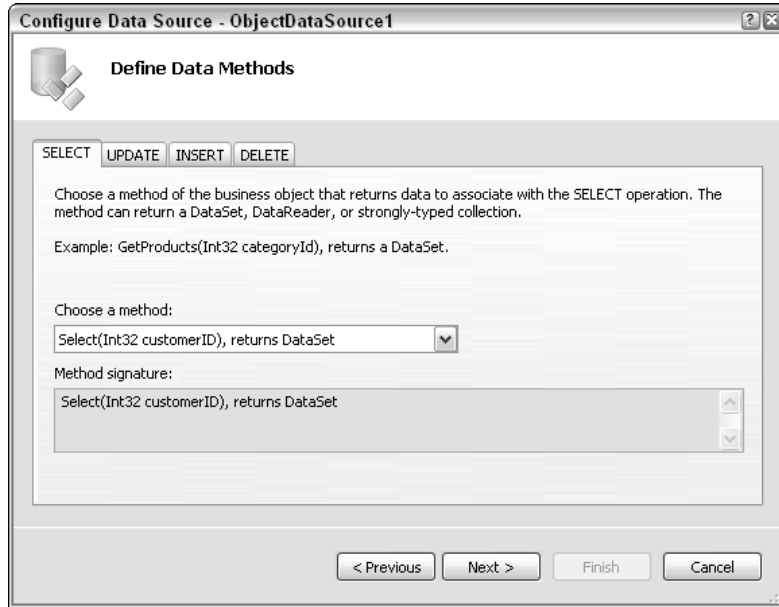 Configure Data Source - ObjectDataSource1
Define Data Methods
SELECT UPDATE INSERT DELETE
Choose a method of the business object that returns data to associate with the SELECT operation. The
method can return a DataSet, DataReader, or strongly-typed collection.
Example: GetProducts(Int32 categoryId), returns a DataSet.
Choose a method:
Select(Int32 customerID), returns DataSet
Method signature:
Select(Int32 customerID), returns DataSet
< Previous Next > Finish Cancel